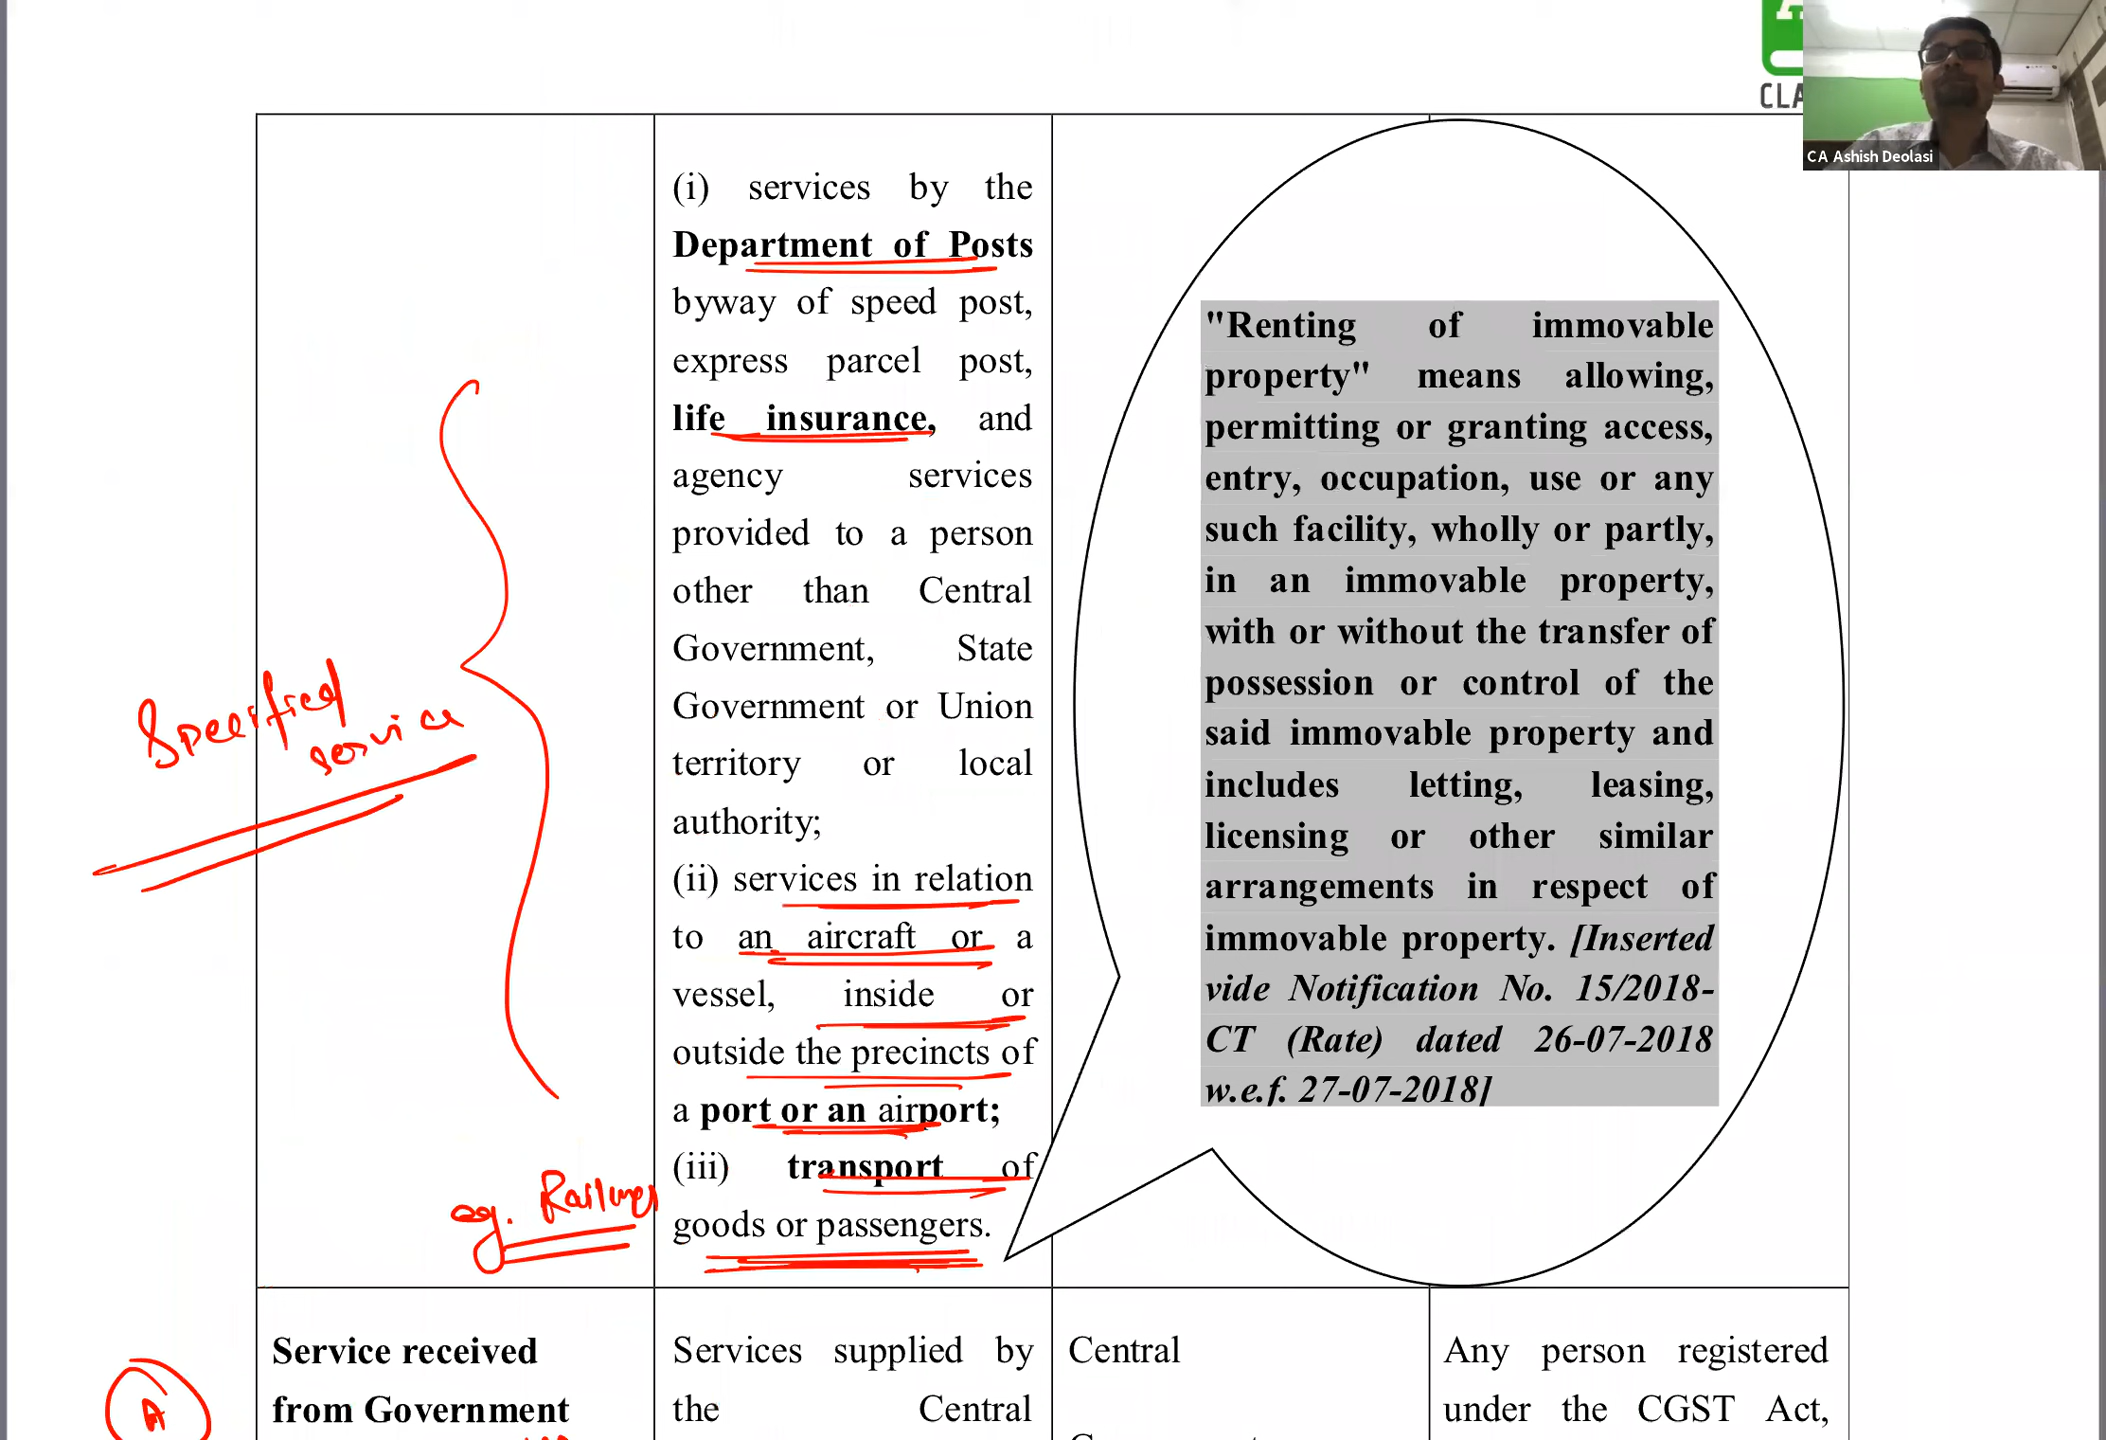 CLA
CA Ashish Deolasi
(i) services by the
Department of Posts
byway of speed post,
express parcel post,
life insurance, and
agency services
provided to a person
other than Central
Government, State
Government or Union
territory or local
authority;
(ii) services in relation
to an aircraft or a
vessel, inside or
outside the precincts of
a port or an airport;
(iii) transport of
goods or passengers.
Specified
service
eg. Railways
"Renting of immovable
property" means allowing,
permitting or granting access,
entry, occupation, use or any
such facility, wholly or partly,
in an immovable property,
with or without the transfer of
possession or control of the
said immovable property and
includes letting, leasing,
licensing or other similar
arrangements in respect of
immovable property. [Inserted
vide Notification No. 15/2018-
CT (Rate) dated 26-07-2018
w.e.f. 27-07-2018]
A
Service received
from Government
Services supplied by
the Central
Central
Any person registered
under the CGST Act,